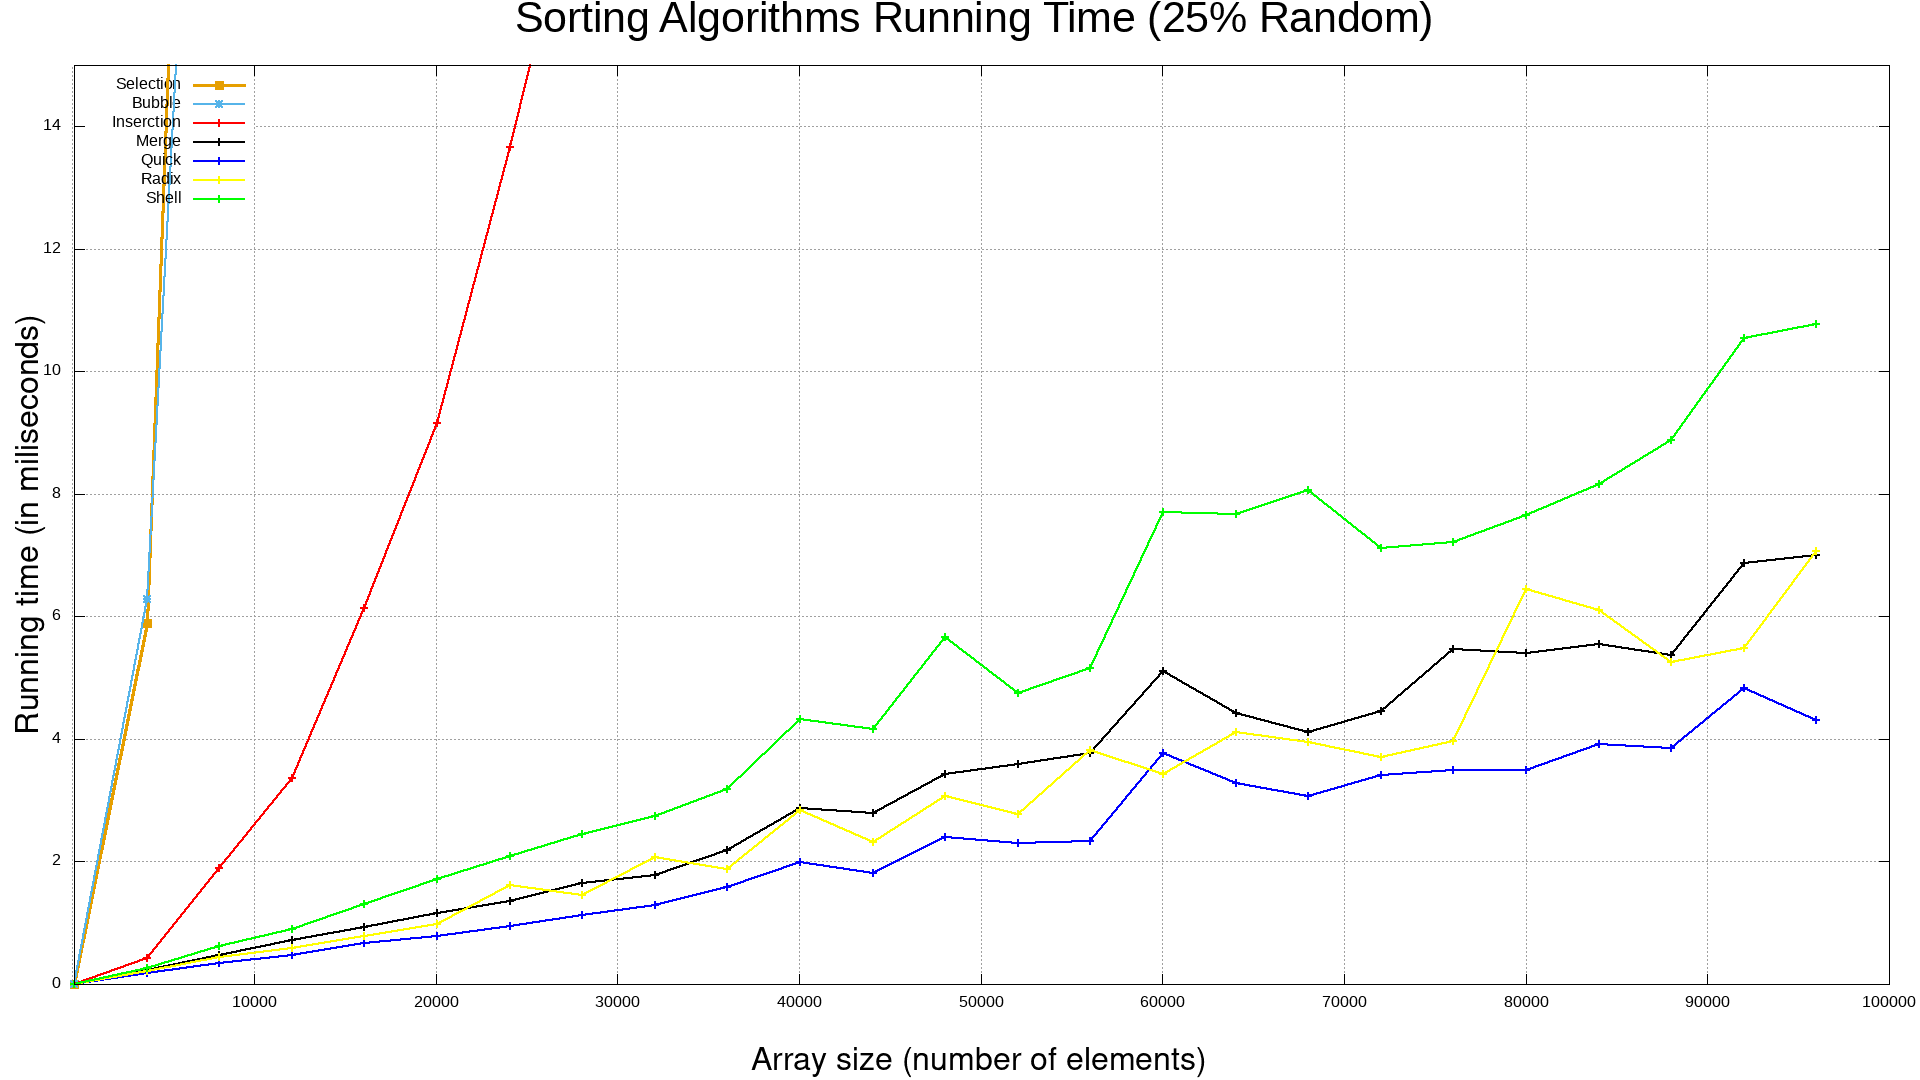 Sorting Algorithms Running Time (25% Random)
Selection
Bubble
Inserction
Merge
Quick
Radix
Shell
14
12
10
8
6
4
2
0
Running time (in miliseconds)
10000 20000 30000 40000 50000 60000 70000 80000 90000 100000
Array size (number of elements)